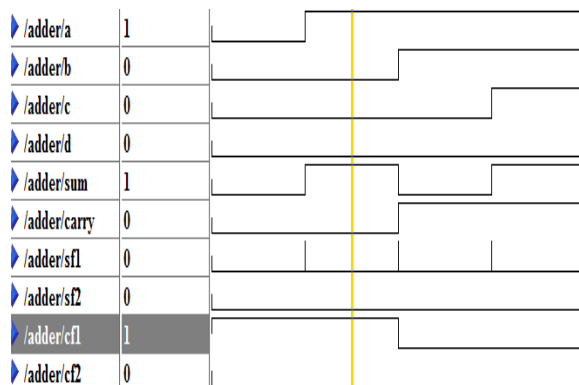 /adder/a 1
/adder/b 0
/adder/c 0
/adder/d 0
/adder/sum 1
/adder/carry 0
/adder/sf1 0
/adder/sf2 0
/adder/cf1 1
/adder/cf2 0